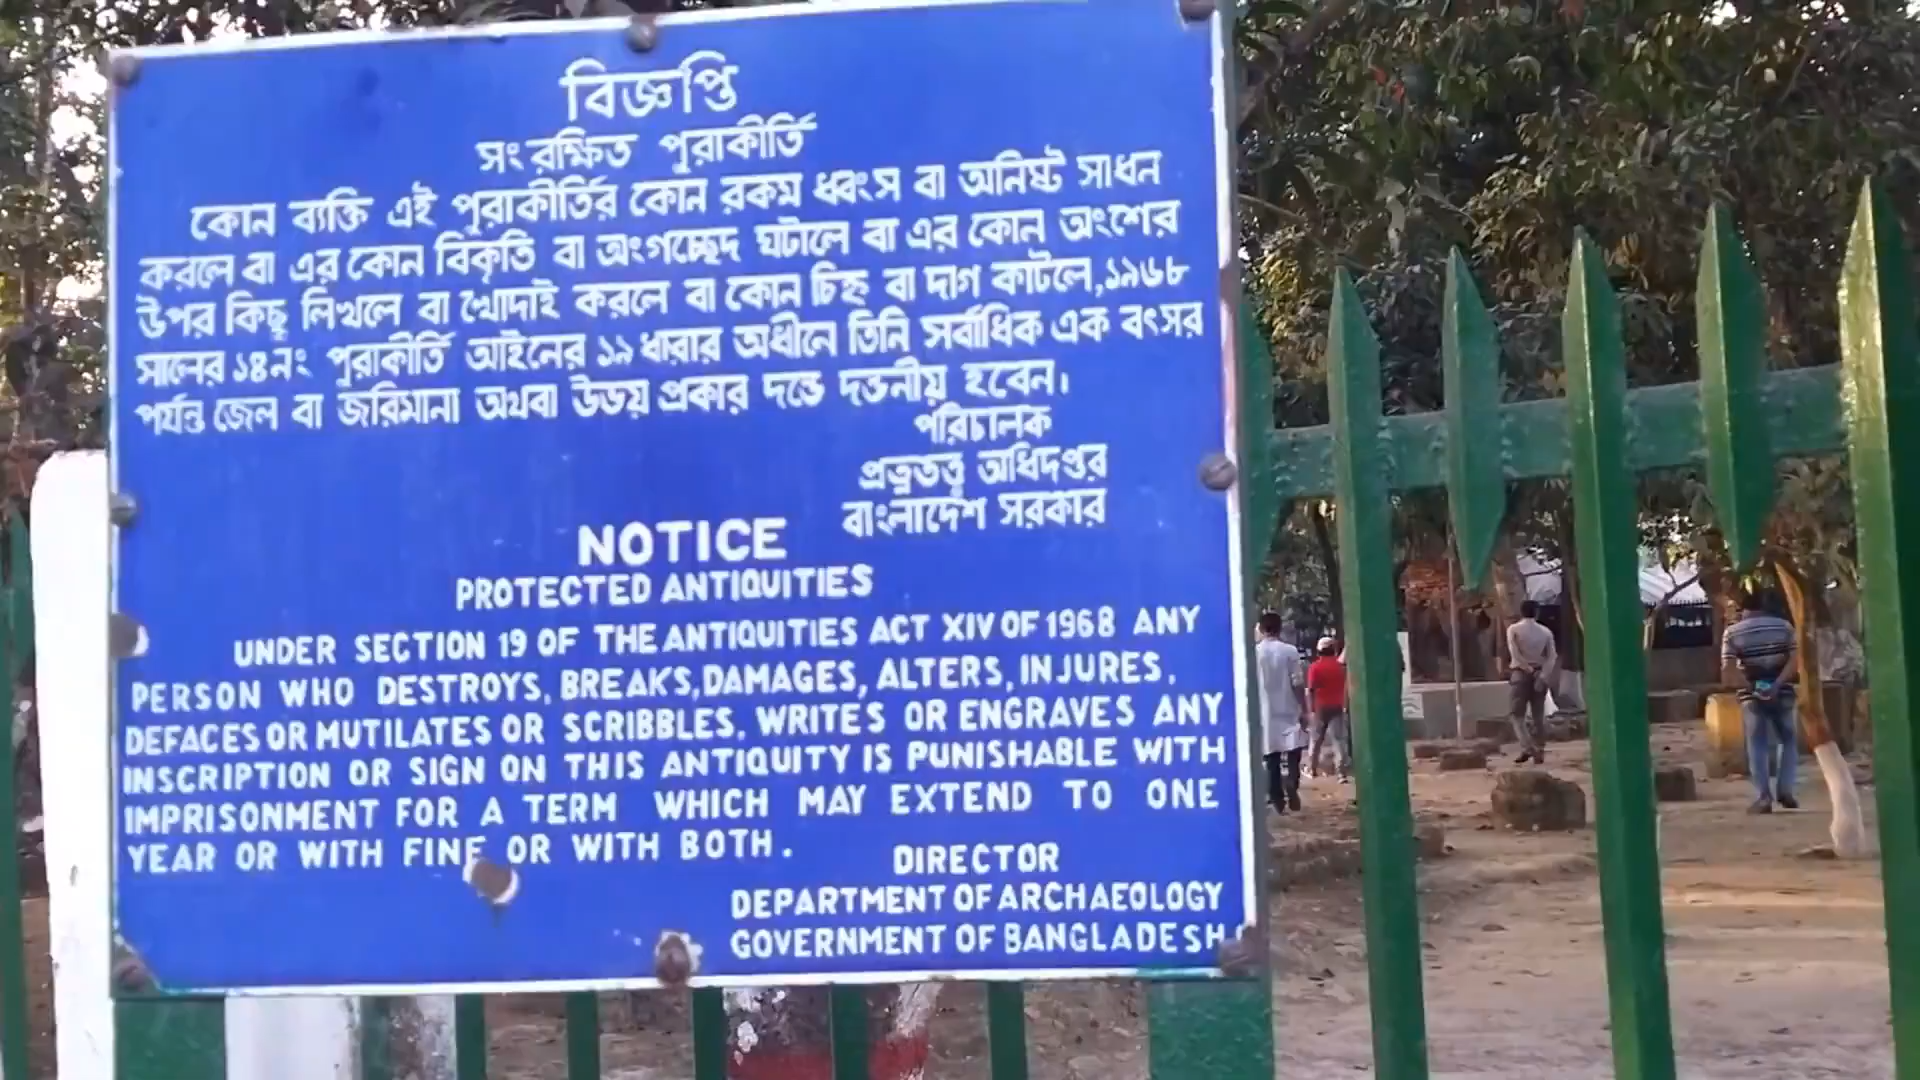 বিজ্ঞপ্তি
সংরক্ষিত পুরাকীর্তি
কোন ব্যক্তি এই পুরাকীর্তির কোন রকম ধ্বংস বা অনিষ্ট সাধন
করলে বা এর কোন বিকৃতি বা অংগচ্ছেদ ঘটালে বা এর কোন অংশের
উপর কিছু লিখলে বা খোদাই করলে বা কোন চিহ্ন বা দাগ কাটলে,১৯৬৮
সালের ১৪নং পুরাকীর্তি আইনের ১৯ ধারার অধীনে তিনি সর্বাধিক এক বৎসর
পর্যন্ত জেল বা জরিমানা অথবা উভয় প্রকার দন্ডে দন্ডনীয় হবেন।
পরিচালক
প্রত্নতত্ত্ব অধিদপ্তর
বাংলাদেশ সরকার
NOTICE
PROTECTED ANTIQUITIES
UNDER SECTION 19 OF THE ANTIQUITIES ACT XIV OF 1968 ANY
PERSON WHO DESTROYS, BREAKS, DAMAGES, ALTERS, INJURES,
DEFACES OR MUTILATES OR SCRIBBLES, WRITES OR ENGRAVES ANY
INSCRIPTION OR SIGN ON THIS ANTIQUITY IS PUNISHABLE WITH
IMPRISONMENT FOR A TERM WHICH MAY EXTEND TO ONE
YEAR OR WITH FINE OR WITH BOTH.
DIRECTOR
DEPARTMENT OF ARCHAEOLOGY
GOVERNMENT OF BANGLADESH